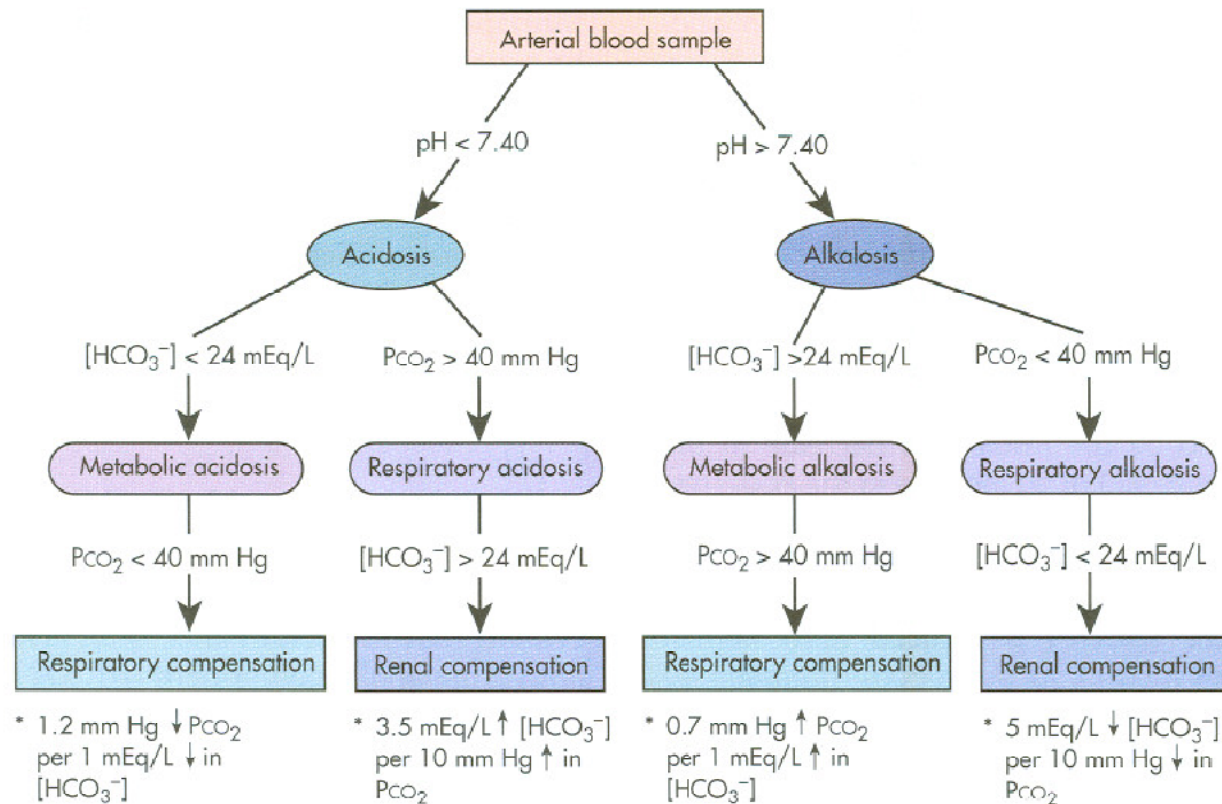 Arterial blood sample
pH < 7.40
pH > 7.40
Acidosis
Alkalosis
[HCO₃⁻] < 24 mEq/L
PCO₂ > 40 mm Hg
[HCO₃⁻] >24 mEq/L
PCO₂ < 40 mm Hg
Metabolic acidosis
Respiratory acidosis
Metabolic alkalosis
Respiratory alkalosis
PCO₂ < 40 mm Hg
[HCO₃⁻] > 24 mEq/L
PCO₂ > 40 mm Hg
[HCO₃⁻] < 24 mEq/L
Respiratory compensation
Renal compensation
Respiratory compensation
Renal compensation
* 1.2 mm Hg ↓ PCO₂
per 1 mEq/L ↓ in
[HCO₃⁻]
* 3.5 mEq/L ↑ [HCO₃⁻]
per 10 mm Hg ↑ in
PCO₂
* 0.7 mm Hg ↑ PCO₂
per 1 mEq/L ↑ in
[HCO₃⁻]
* 5 mEq/L ↓ [HCO₃⁻]
per 10 mm Hg ↓ in
PCO₂